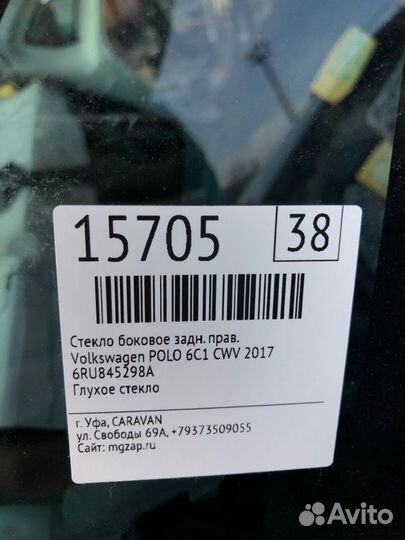 15705 38
Стекло боковое задн. прав.
Volkswagen POLO 6C1 CWV 2017
6RU845298A
Глухое стекло
г. Уфа, CARAVAN
ул. Свободы 69А, +79373509055
Сайт: mgzap.ru
Avito